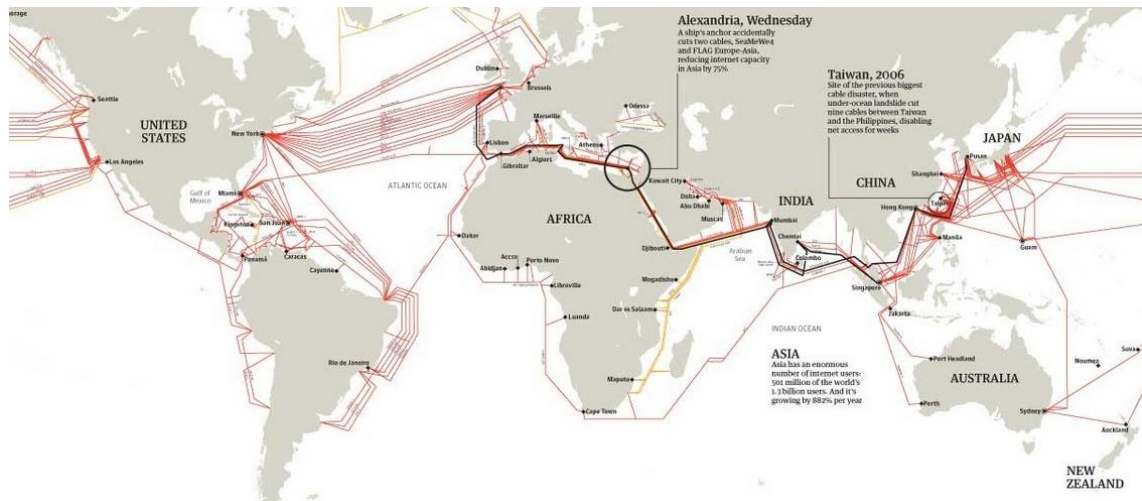 Alexandria, Wednesday
A ship's anchor accidentally
cuts two cables, SeaMeWe4
and FLAG Europe-Asia,
reducing internet capacity
in Asia by 75%
Taiwan, 2006
Site of the previous biggest
cable disaster, when
under-ocean landslide cut
nine cables between Taiwan
and the Philippines, disabling
net access for weeks
Seattle
UNITED
STATES
New York
Los Angeles
Gulf of
Mexico
Miami
Kingston
San Juan
Panamá
Caracas
Cayenne
Rio de Janeiro
ATLANTIC OCEAN
Dublin
Brussels
Marseille
Lisbon
Gibraltar
Algiers
Athens
Odessa
AFRICA
Dakar
Accra
Abidjan
Porto Novo
Libreville
Luanda
Cape Town
Maputo
Dar es Salaam
Mogadishu
Djibouti
Kuwait City
Doha
Abu Dhabi
Muscat
Arabian
Sea
INDIA
Mumbai
Chennai
Colombo
CHINA
JAPAN
Pusan
Shanghai
Taipei
Hong Kong
Manila
Guam
Singapore
Jakarta
INDIAN OCEAN
ASIA
Asia has an enormous
number of internet users:
501 million of the world's
1.3 billion users. And it's
growing by 882% per year
Port Headland
Perth
AUSTRALIA
Sydney
Noumea
Suva
Auckland
NEW
ZEALAND